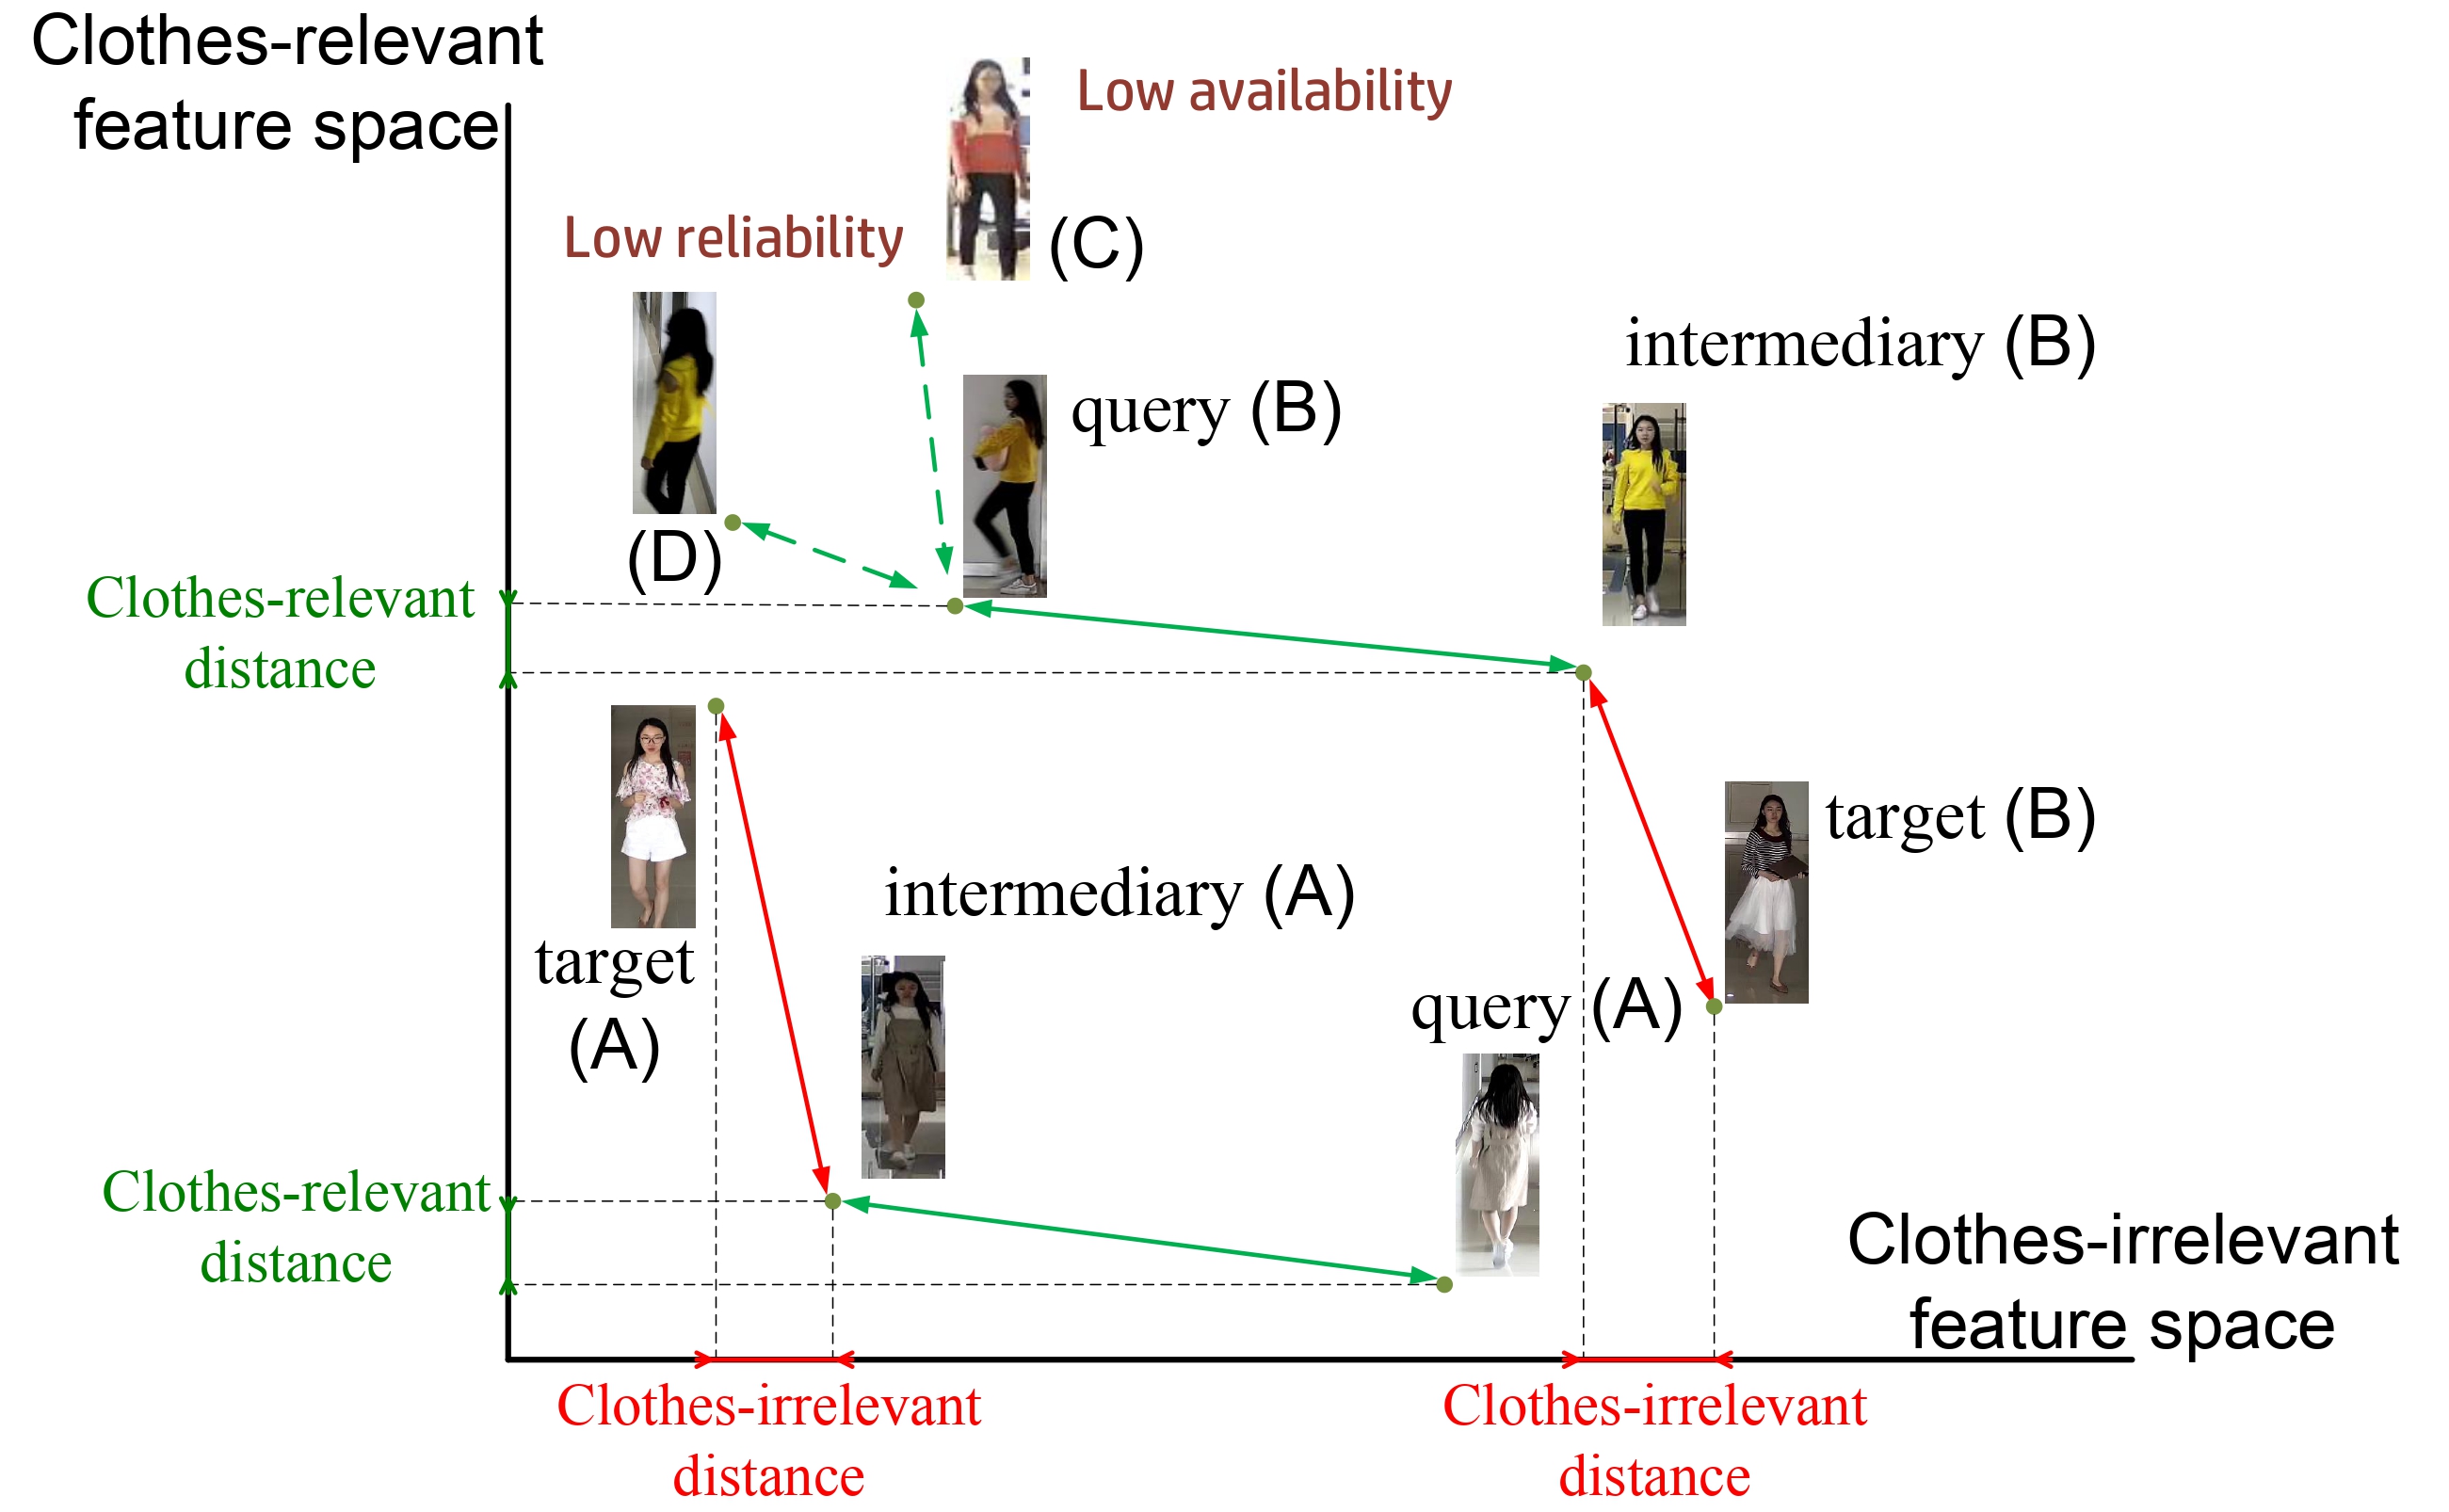 Clothes-relevant
feature space
Low availability
Low reliability
(C)
intermediary (B)
query (B)
(D)
Clothes-relevant
distance
target (B)
intermediary (A)
target
(A)
query (A)
Clothes-relevant
distance
Clothes-irrelevant
feature space
Clothes-irrelevant
distance
Clothes-irrelevant
distance